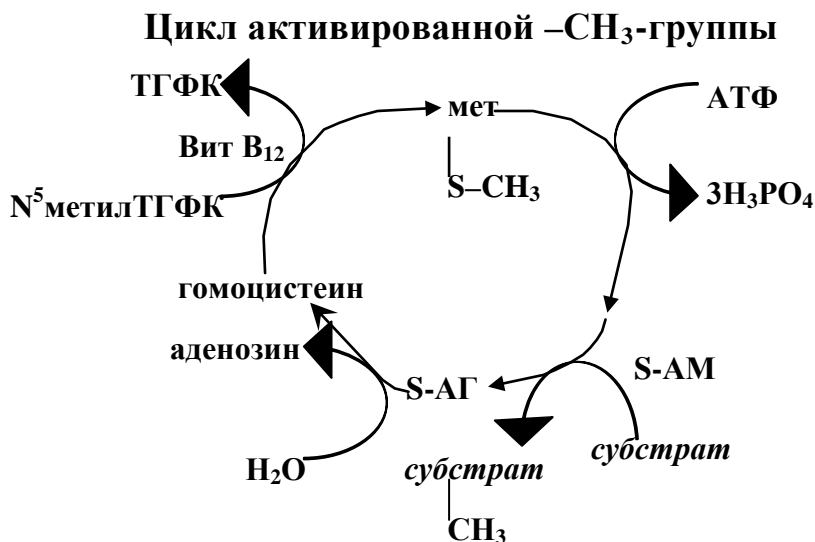 Цикл активированной –CH₃-группы
ТГФК
мет
АТФ
Вит B₁₂
S–CH₃
N⁵метилТГФК
3H₃PO₄
гомоцистеин
аденозин
S-АМ
S-АГ
H₂O
субстрат
субстрат
CH₃